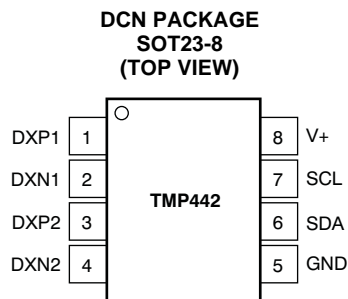 DCN PACKAGE
SOT23-8
(TOP VIEW)
DXP1 1 8 V+
DXN1 2 7 SCL
TMP442
DXP2 3 6 SDA
DXN2 4 5 GND